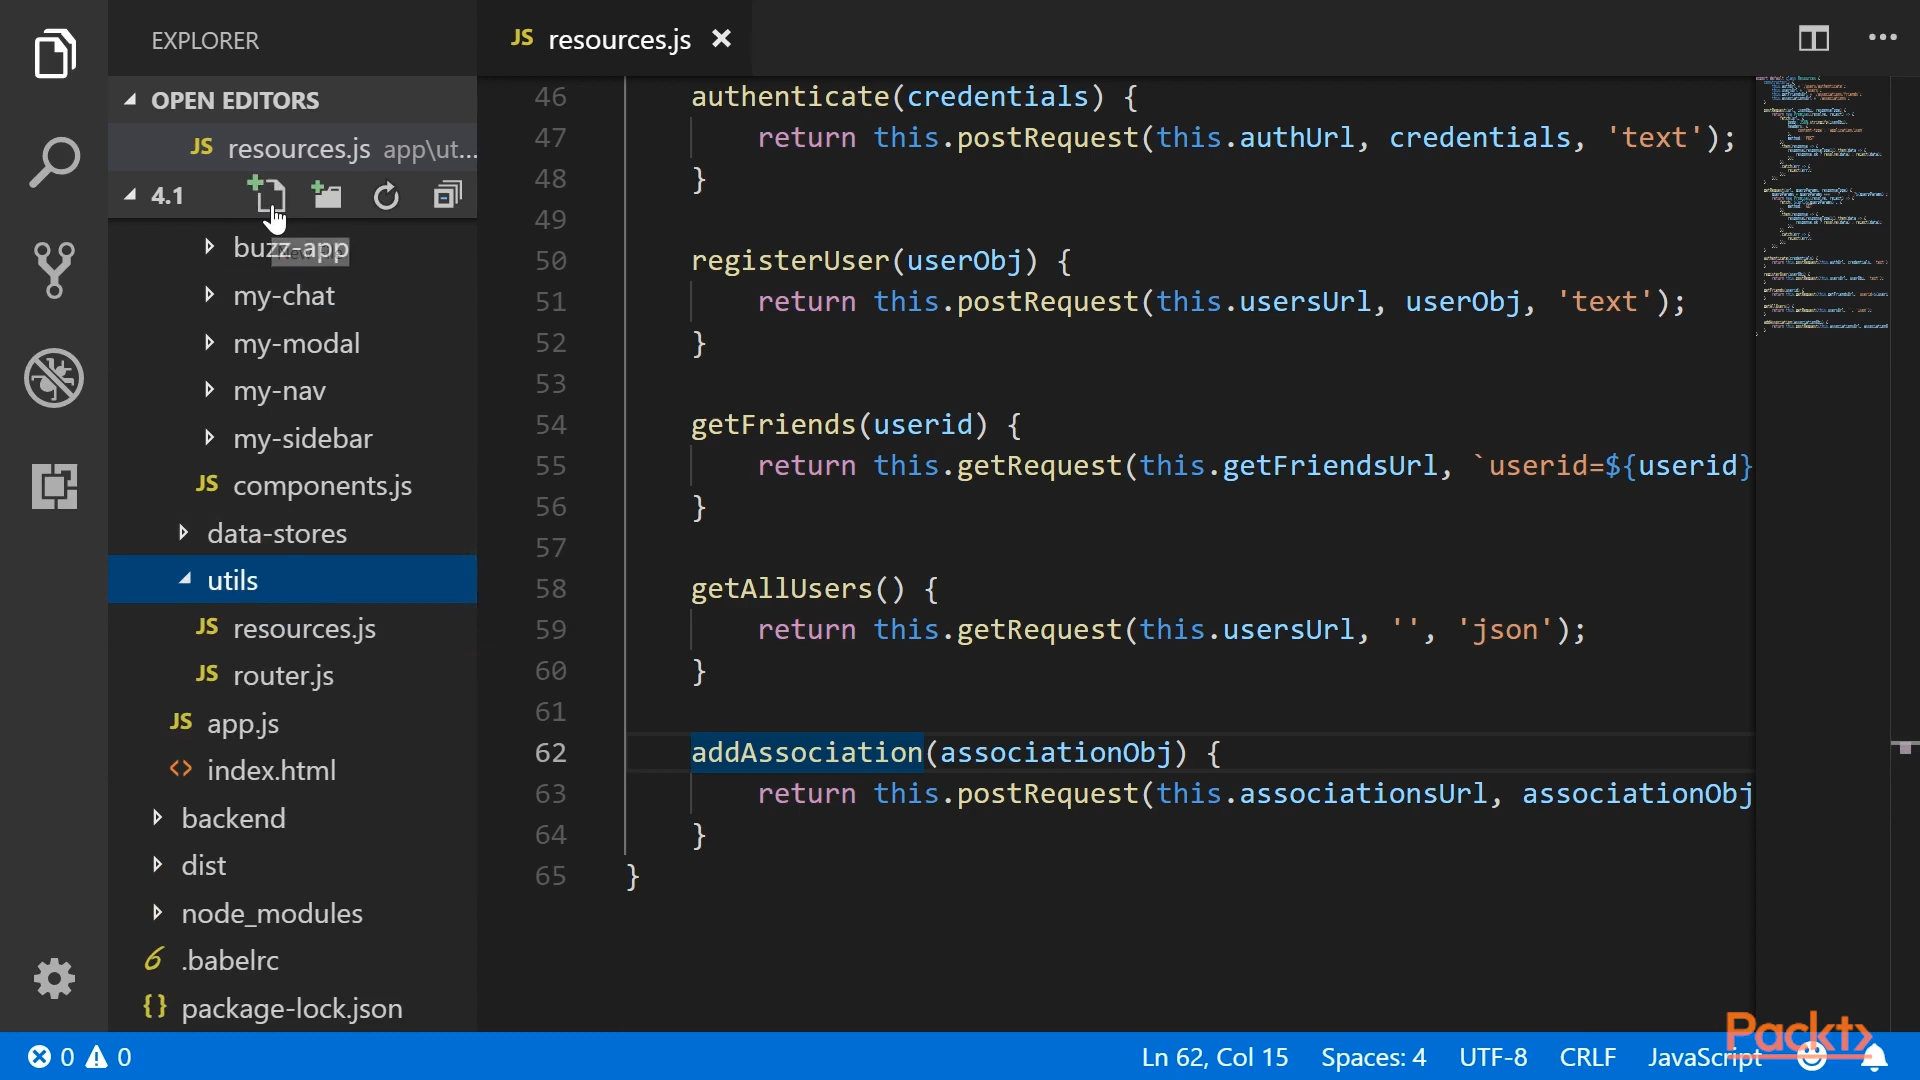 EXPLORER
JS resources.js ×
OPEN EDITORS
JS resources.js app\ut...
4.1
buzz-app
my-chat
my-modal
my-nav
my-sidebar
JS components.js
data-stores
utils
JS resources.js
JS router.js
JS app.js
<> index.html
backend
dist
node_modules
6 .babelrc
{} package-lock.json
46 authenticate(credentials) {
47 return this.postRequest(this.authUrl, credentials, 'text');
48 }
49
50 registerUser(userObj) {
51 return this.postRequest(this.usersUrl, userObj, 'text');
52 }
53
54 getFriends(userid) {
55 return this.getRequest(this.getFriendsUrl, `userid=${userid}
56 }
57
58 getAllUsers() {
59 return this.getRequest(this.usersUrl, '', 'json');
60 }
61
62 addAssociation(associationObj) {
63 return this.postRequest(this.associationsUrl, associationObj
64 }
65 }
Packt>
0 0
Ln 62, Col 15 Spaces: 4 UTF-8 CRLF JavaScript